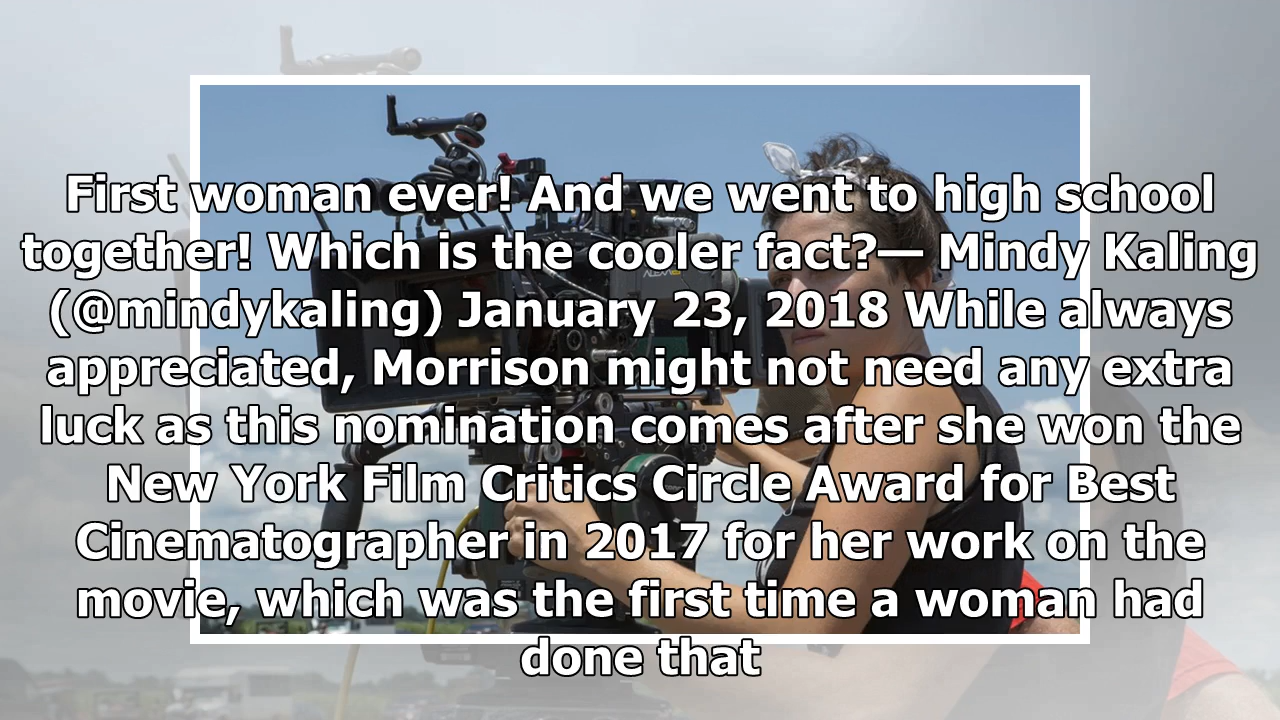 First woman ever! And we went to high school
together! Which is the cooler fact?— Mindy Kaling
(@mindykaling) January 23, 2018 While always
appreciated, Morrison might not need any extra
luck as this nomination comes after she won the
New York Film Critics Circle Award for Best
Cinematographer in 2017 for her work on the
movie, which was the first time a woman had
done that
ALEXA